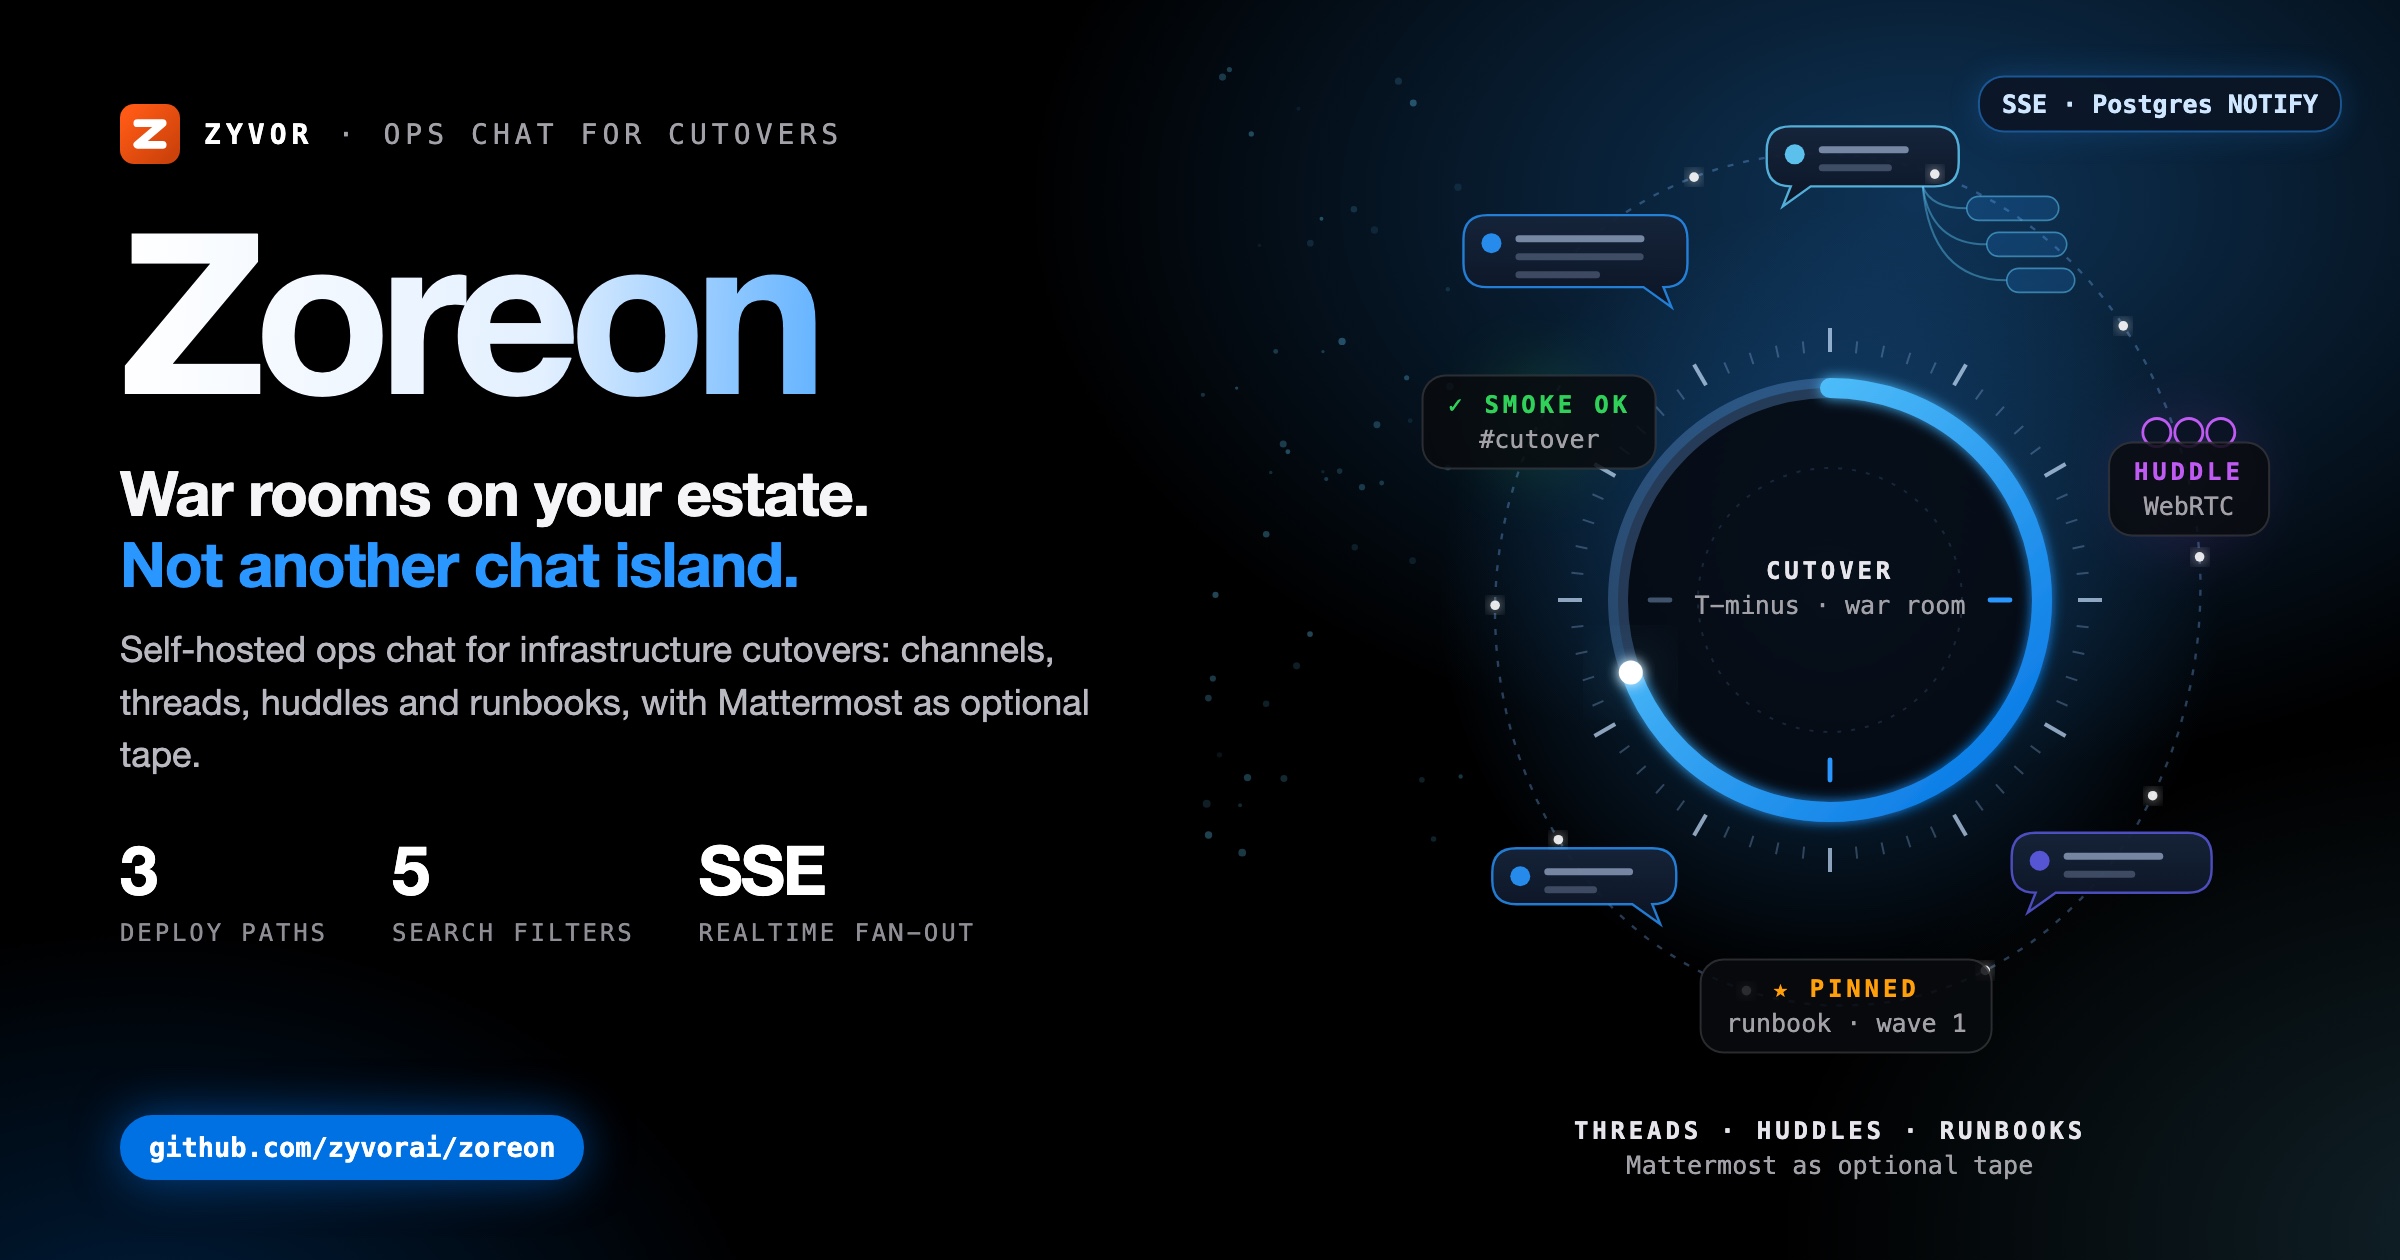 ZYVOR · OPS CHAT FOR CUTOVERS
Zoreon
War rooms on your estate.
Not another chat island.
Self-hosted ops chat for infrastructure cutovers: channels,
threads, huddles and runbooks, with Mattermost as optional
tape.
3
DEPLOY PATHS
5
SEARCH FILTERS
SSE
REALTIME FAN-OUT
github.com/zyvorai/zoreon
SSE · Postgres NOTIFY
✓ SMOKE OK
#cutover
HUDDLE
WebRTC
CUTOVER
T-minus · war room
★ PINNED
runbook · wave 1
THREADS · HUDDLES · RUNBOOKS
Mattermost as optional tape